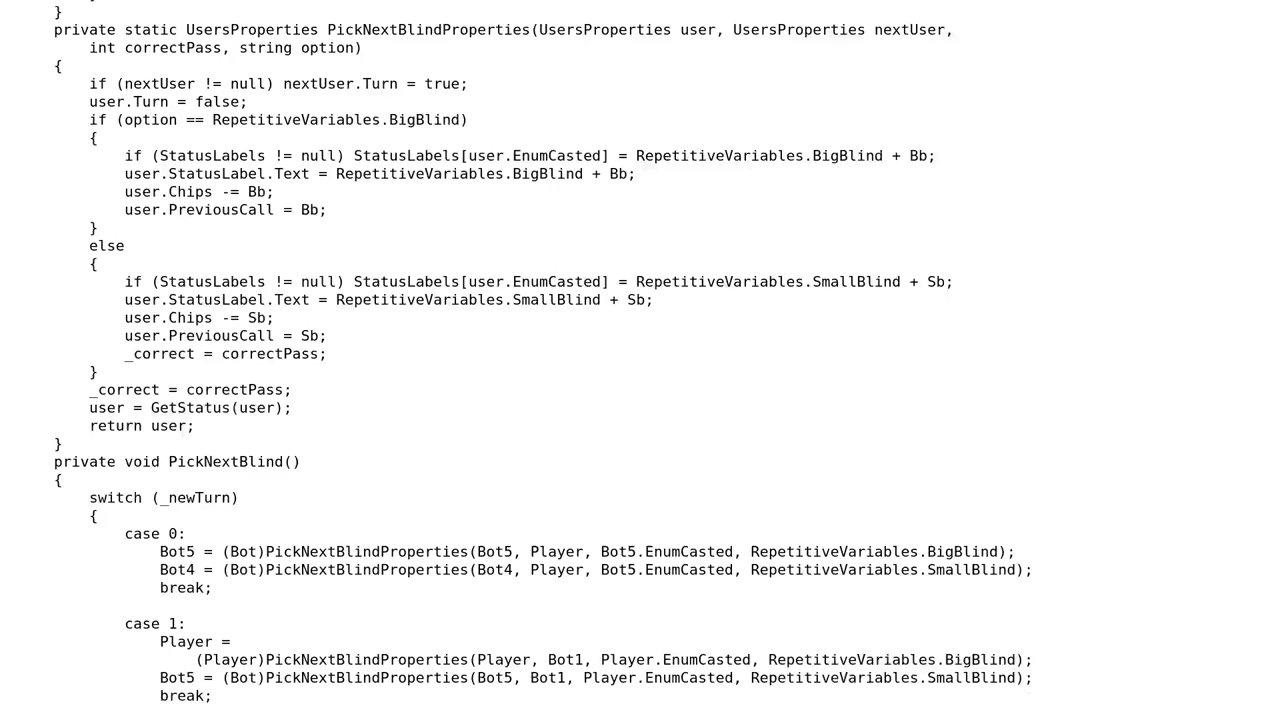 }
private static UsersProperties PickNextBlindProperties(UsersProperties user, UsersProperties nextUser,
int correctPass, string option)
{
if (nextUser != null) nextUser.Turn = true;
user.Turn = false;
if (option == RepetitiveVariables.BigBlind)
{
if (StatusLabels != null) StatusLabels[user.EnumCasted] = RepetitiveVariables.BigBlind + Bb;
user.StatusLabel.Text = RepetitiveVariables.BigBlind + Bb;
user.Chips -= Bb;
user.PreviousCall = Bb;
}
else
{
if (StatusLabels != null) StatusLabels[user.EnumCasted] = RepetitiveVariables.SmallBlind + Sb;
user.StatusLabel.Text = RepetitiveVariables.SmallBlind + Sb;
user.Chips -= Sb;
user.PreviousCall = Sb;
_correct = correctPass;
}
_correct = correctPass;
user = GetStatus(user);
return user;
}
private void PickNextBlind()
{
switch (_newTurn)
{
case 0:
Bot5 = (Bot)PickNextBlindProperties(Bot5, Player, Bot5.EnumCasted, RepetitiveVariables.BigBlind);
Bot4 = (Bot)PickNextBlindProperties(Bot4, Player, Bot5.EnumCasted, RepetitiveVariables.SmallBlind);
break;
case 1:
Player =
(Player)PickNextBlindProperties(Player, Bot1, Player.EnumCasted, RepetitiveVariables.BigBlind);
Bot5 = (Bot)PickNextBlindProperties(Bot5, Bot1, Player.EnumCasted, RepetitiveVariables.SmallBlind);
break;